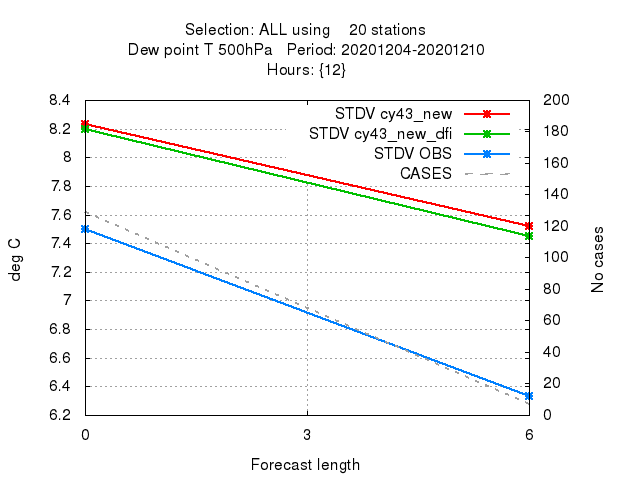 Selection: ALL using    20 stations
Dew point T 500hPa   Period: 20201204-20201210
Hours: {12}
STDV cy43_new
STDV cy43_new_dfi
STDV OBS
CASES
8.4
8.2
8
7.8
7.6
7.4
7.2
7
6.8
6.6
6.4
6.2
200
180
160
140
120
100
80
60
40
20
0
deg C
No cases
0 3 6
Forecast length